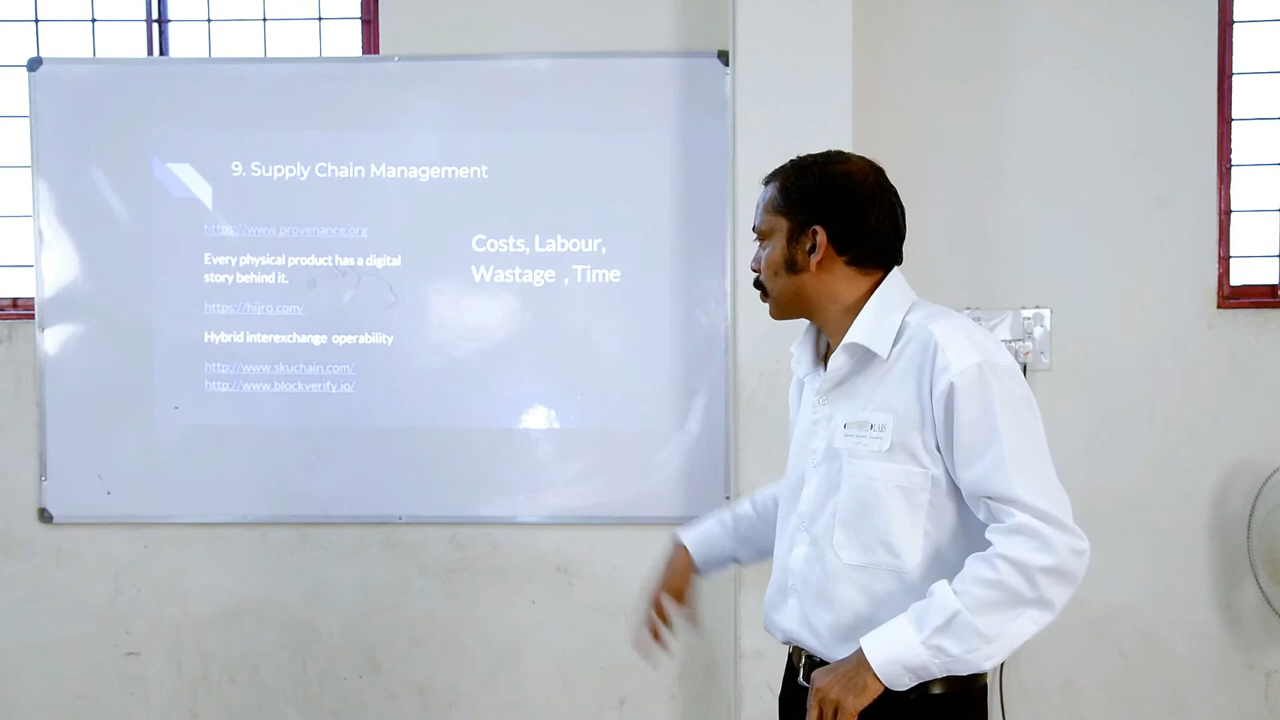 9. Supply Chain Management
https://www.provenance.org
Every physical product has a digital
story behind it.
https://hijro.com/
Hybrid interexchange operability
http://www.skuchain.com/
http://www.blockverify.io/
Costs, Labour,
Wastage , Time
LABS